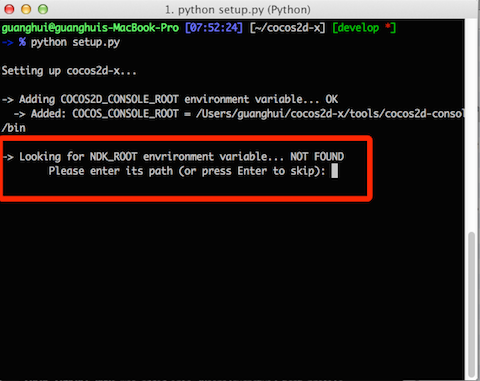 1. python setup.py (Python)
guanghui@guanghuis-MacBook-Pro [07:52:24] [~/cocos2d-x] [develop *]
-> % python setup.py
Setting up cocos2d-x...
-> Adding COCOS2D_CONSOLE_ROOT environment variable... OK
-> Added: COCOS_CONSOLE_ROOT = /Users/guanghui/cocos2d-x/tools/cocos2d-consol
/bin
-> Looking for NDK_ROOT envrironment variable... NOT FOUND
Please enter its path (or press Enter to skip):